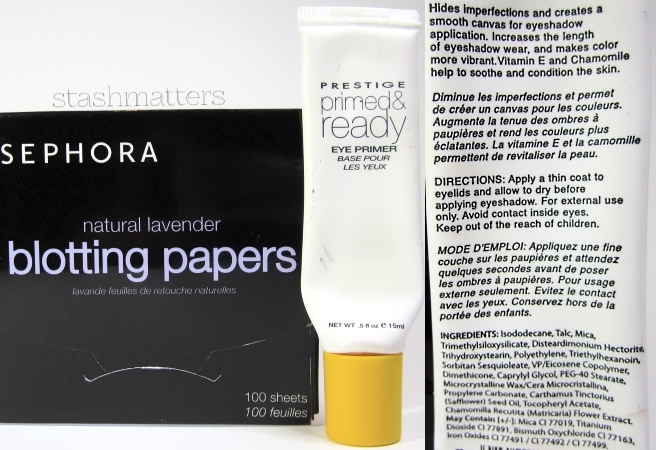 stashmatters
SEPHORA
natural lavender
blotting papers
lavande feuilles de retouche naturelles
100 sheets
100 feuilles
PRESTIGE
primed&
ready
EYE PRIMER
BASE POUR
LES YEUX
NET WT .5 fl oz ℮ 15ml
Hides imperfections and creates a
smooth canvas for eyeshadow
application. Increases the length
of eyeshadow wear, and makes color
more vibrant. Vitamin E and Chamomile
help to soothe and condition the skin.
Diminue les imperfections et permet
de créer un canvas pour les couleurs.
Augmente la tenue des ombres à
paupières et rend les couleurs plus
éclatantes. La vitamine E et la camomille
permettent de revitaliser la peau.
DIRECTIONS: Apply a thin coat to
eyelids and allow to dry before
applying eyeshadow. For external use
only. Avoid contact inside eyes.
Keep out of the reach of children.
MODE D'EMPLOI: Appliquez une fine
couche sur les paupières et attendez
quelques secondes avant de poser
les ombres à paupières. Pour usage
externe seulement. Evitez le contact
avec les yeux. Conservez hors de la
portée des enfants.
INGREDIENTS: Isododecane, Talc, Mica,
Trimethylsiloxysilicate, Disteardimonium Hectorite,
Trihydroxystearin, Polyethylene, Triethylhexanoin,
Sorbitan Sesquioleate, VP/Eicosene Copolymer,
Dimethicone, Caprylyl Glycol, PEG-40 Stearate,
Microcrystalline Wax/Cera Microcristallina,
Propylene Carbonate, Carthamus Tinctorius
(Safflower) Seed Oil, Tocopheryl Acetate,
Chamomilla Recutita (Matricaria) Flower Extract.
May Contain [+/-]: Mica CI 77019, Titanium
Dioxide CI 77891, Bismuth Oxychloride CI 77163,
Iron Oxides CI 77491 / CI 77492 / CI 77499.